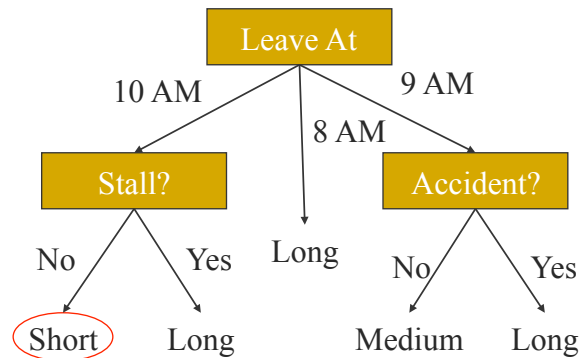 Leave At
10 AM
9 AM
8 AM
Stall?
Accident?
No
Yes
Long
No
Yes
Short
Long
Medium
Long